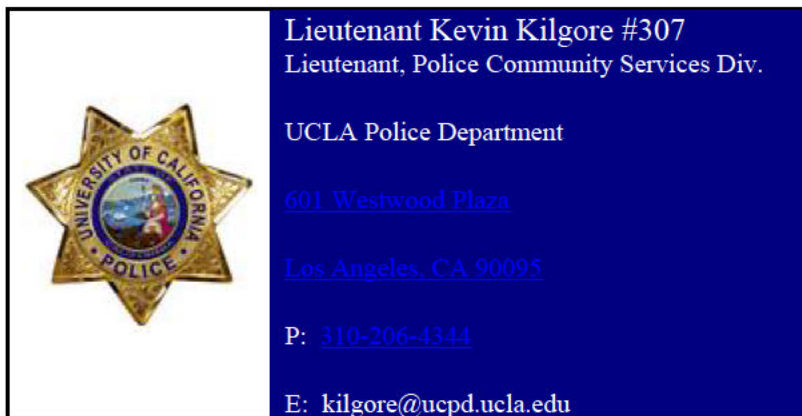 Lieutenant Kevin Kilgore #307
Lieutenant, Police Community Services Div.
UCLA Police Department
601 Westwood Plaza
Los Angeles, CA 90095
P: 310-206-4344
E: kilgore@ucpd.ucla.edu
UNIVERSITY OF CALIFORNIA
POLICE